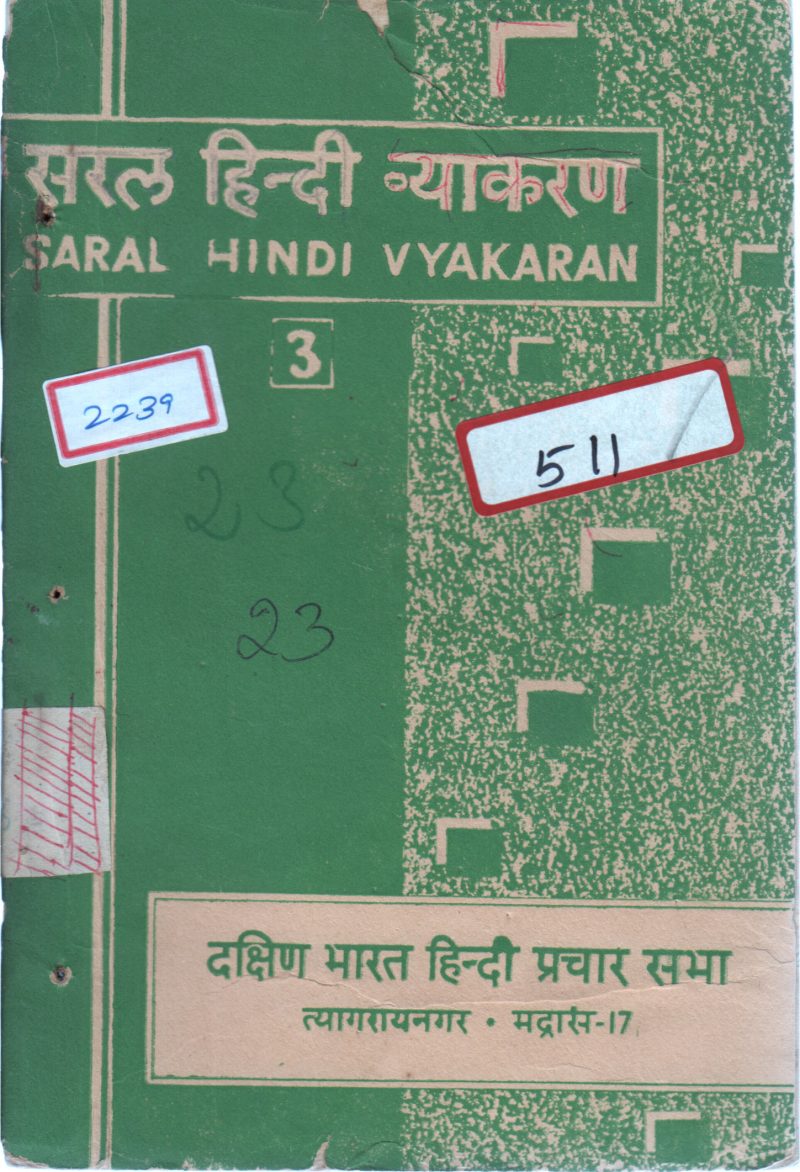 सरल हिन्दी व्याकरण
SARAL HINDI VYAKARAN
3
2239
511
23
23
दक्षिण भारत हिन्दी प्रचार सभा
त्यागरायनगर • मद्रास-17